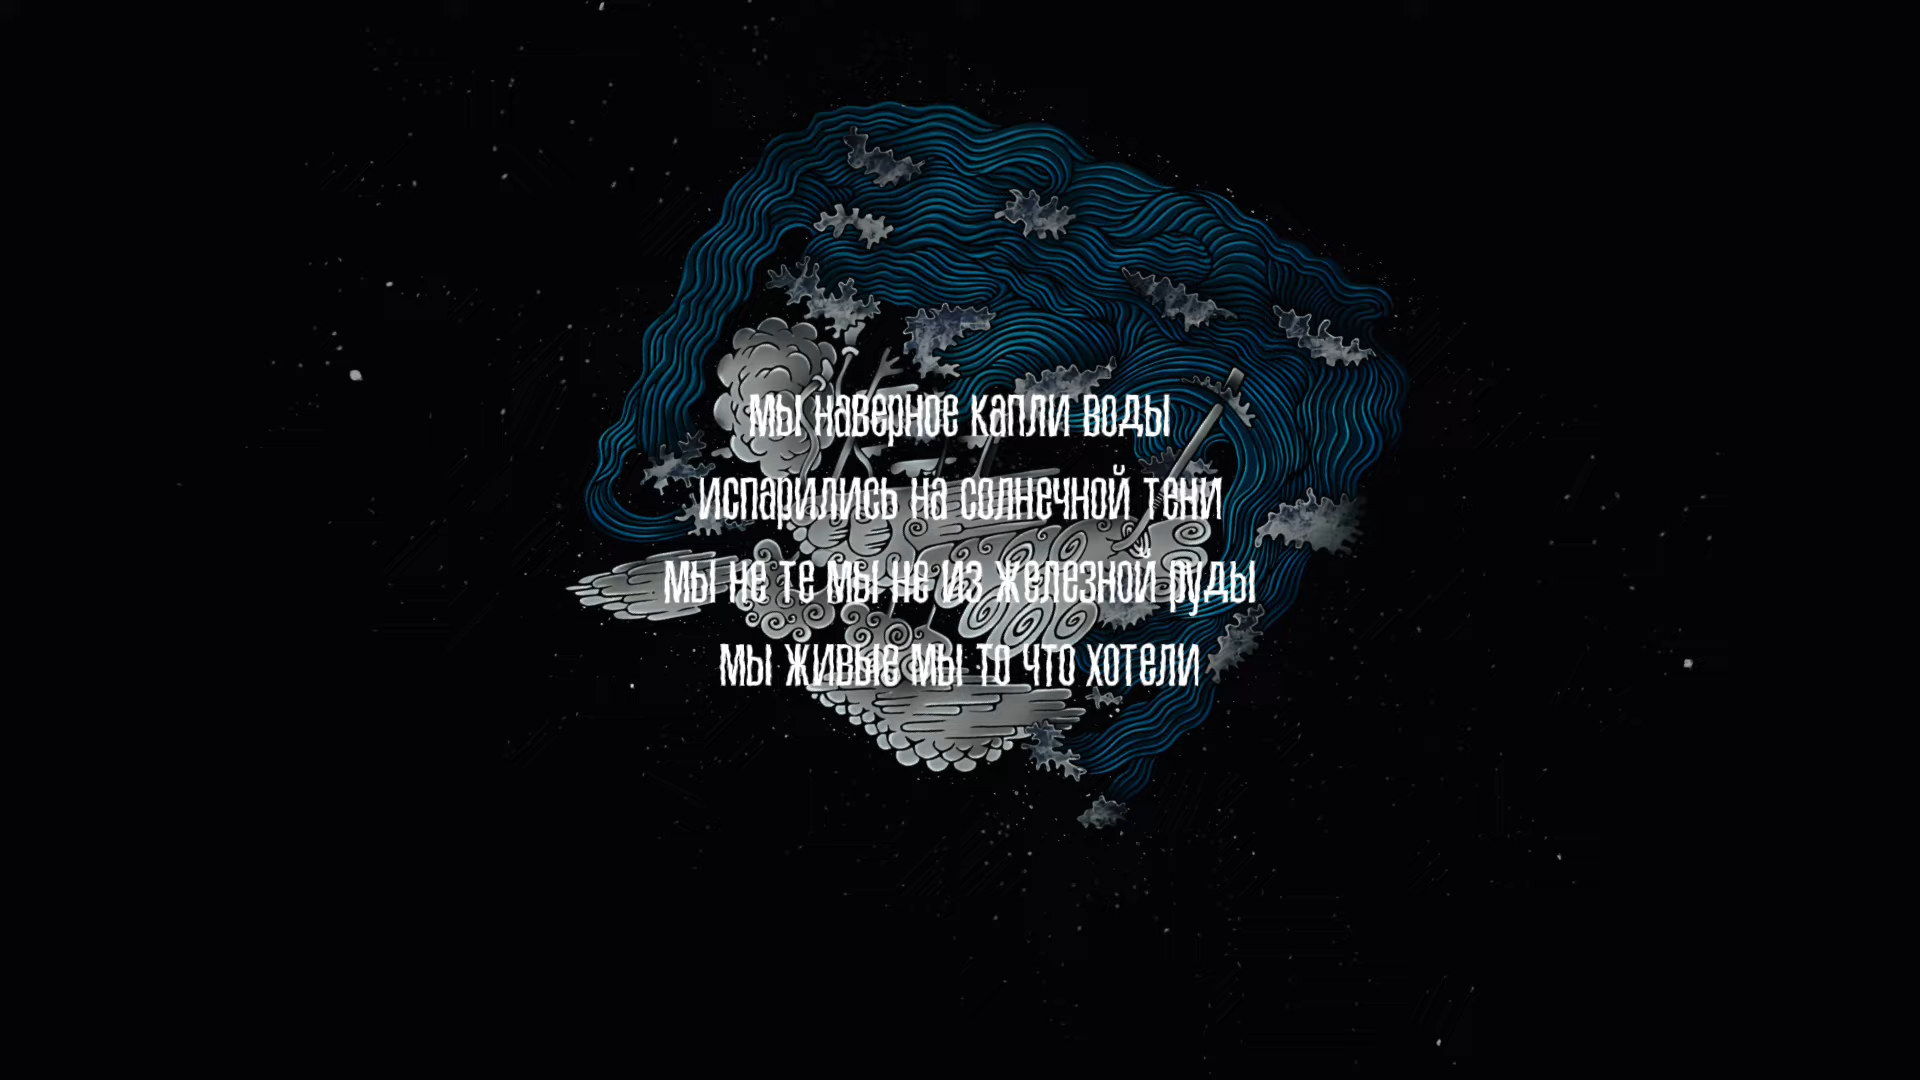 мы наверное капли воды
испарились на солнечной тени
мы не те мы не из железной руды
мы живые мы то что хотели